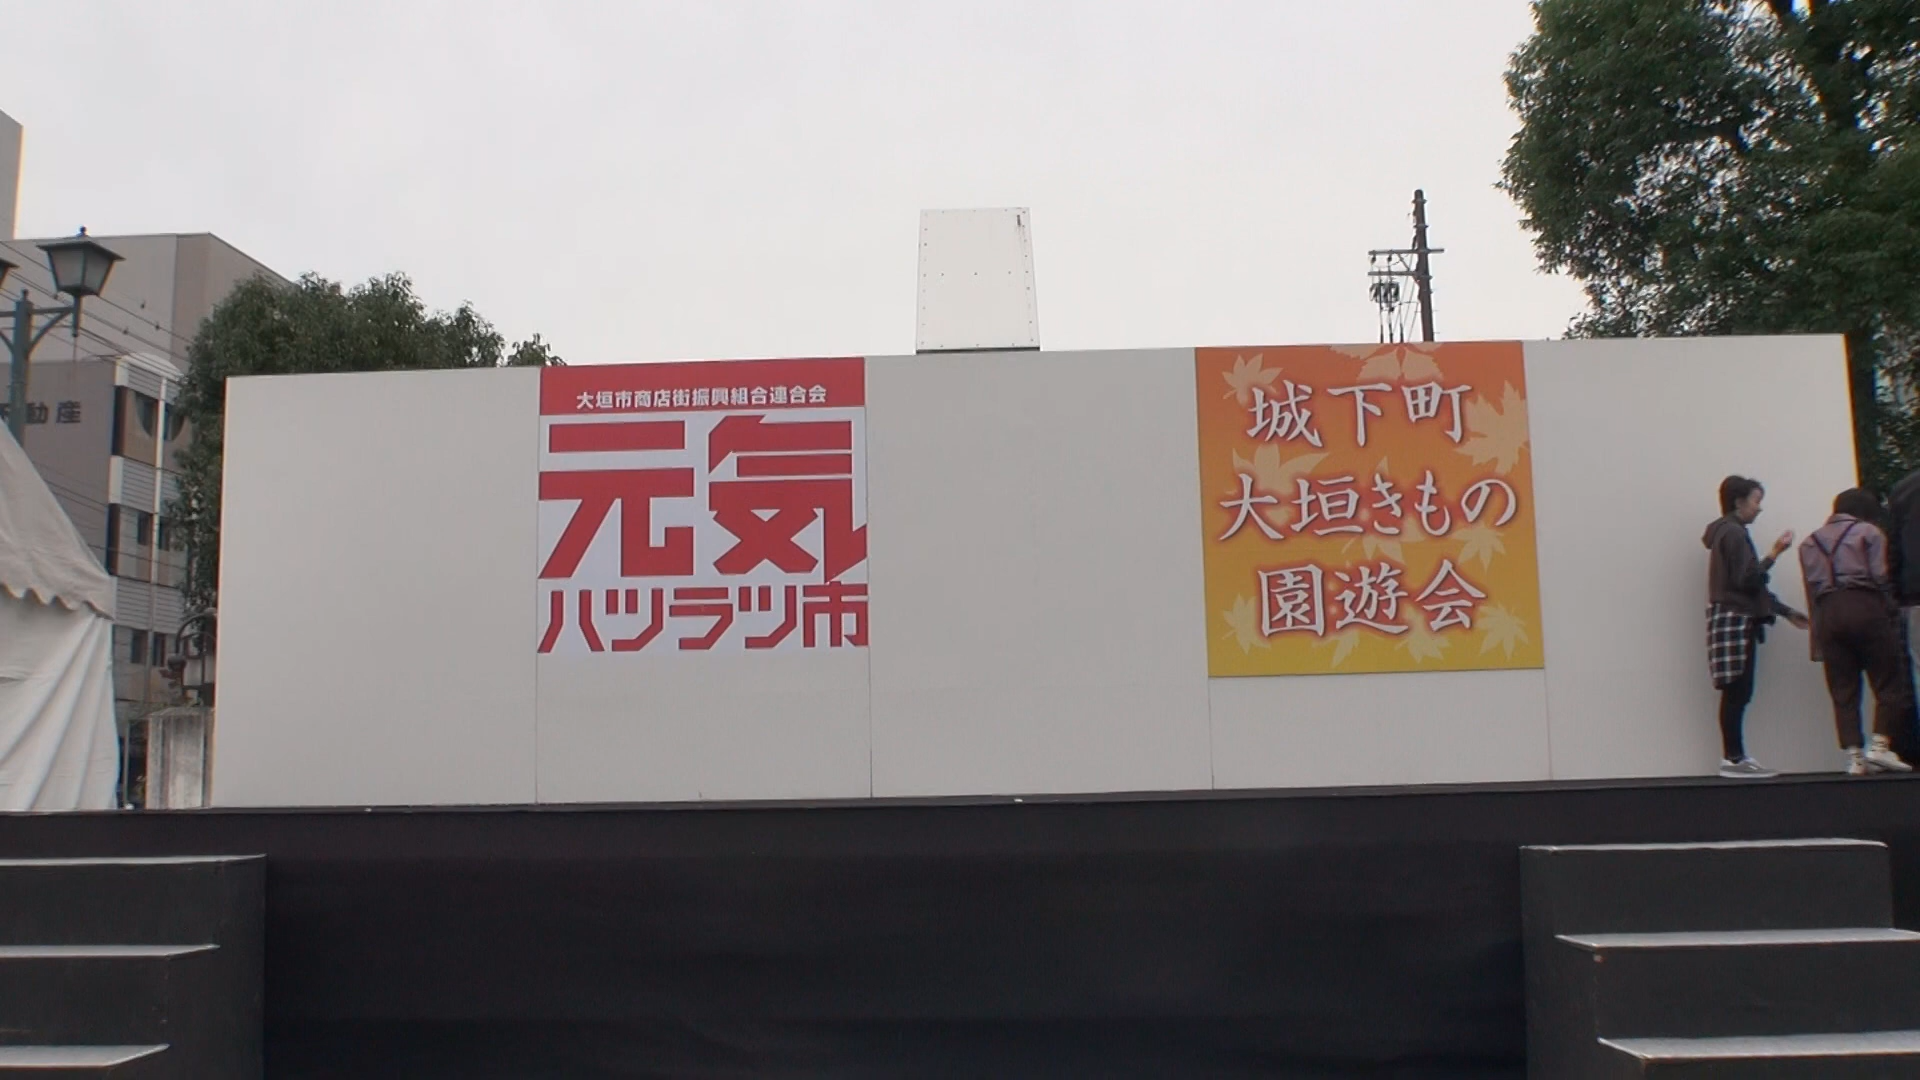 大垣市商店街振興組合連合会
元気
ハツラツ市
城下町
大垣きもの
園遊会
動産